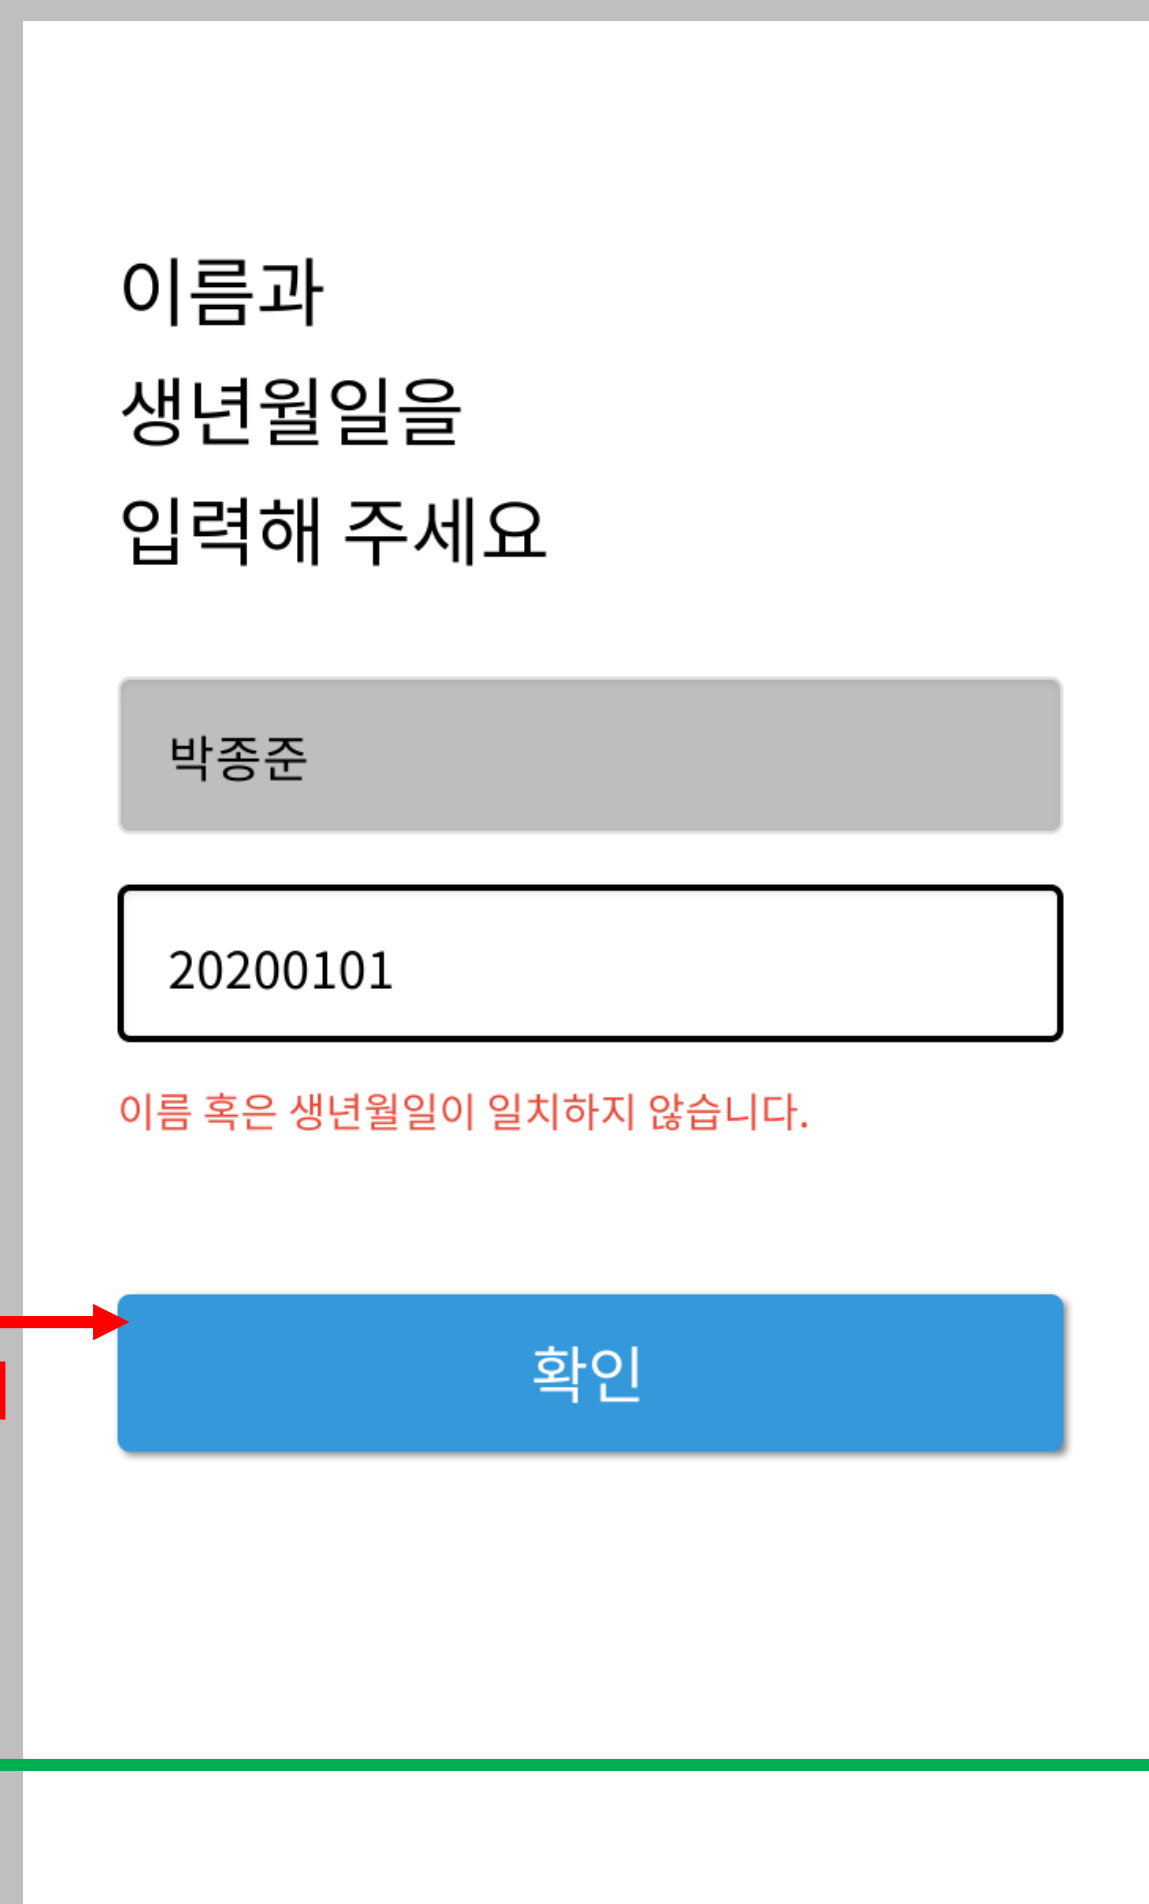 이름과
생년월일을
입력해 주세요
박종준
20200101
이름 혹은 생년월일이 일치하지 않습니다.
확인